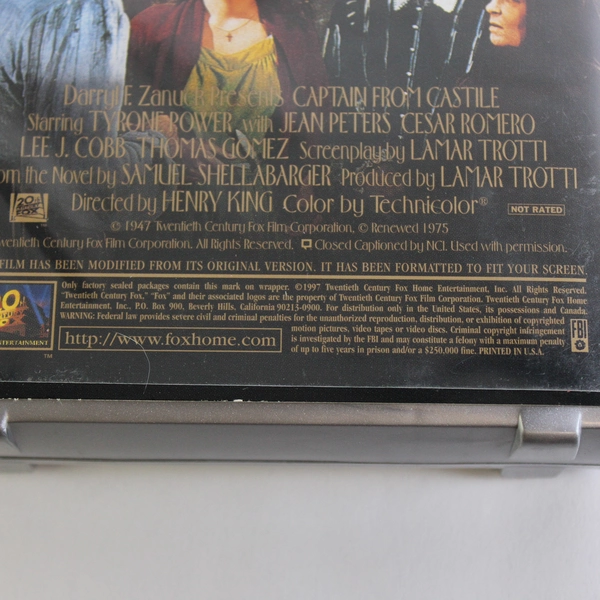 Darryl F. Zanuck Presents CAPTAIN FROM CASTILE
Starring TYRONE POWER with JEAN PETERS CESAR ROMERO
LEE J. COBB THOMAS GOMEZ Screenplay by LAMAR TROTTI
om the Novel by SAMUEL SHELLABARGER Produced by LAMAR TROTTI
Directed by HENRY KING Color by Technicolor®
NOT RATED
© 1947 Twentieth Century Fox Film Corporation. © Renewed 1975
wentieth Century Fox Film Corporation. All Rights Reserved. Closed Captioned by NCI. Used with permission.
FILM HAS BEEN MODIFIED FROM ITS ORIGINAL VERSION. IT HAS BEEN FORMATTED TO FIT YOUR SCREEN.
Only factory sealed packages contain this mark on wrapper. ©1997 Twentieth Century Fox Home Entertainment, Inc. All Rights Reserved.
"Twentieth Century Fox," "Fox" and their associated logos are the property of Twentieth Century Fox Film Corporation. Twentieth Century Fox Home
Entertainment, Inc., P.O. Box 900, Beverly Hills, California 90213-0900. For distribution only in the United States, its possessions and Canada.
WARNING: Federal law provides severe civil and criminal penalties for the unauthorized reproduction, distribution, or exhibition of copyrighted
motion pictures, video tapes or video discs. Criminal copyright infringement
is investigated by the FBI and may constitute a felony with a maximum penalty
of up to five years in prison and/or a $250,000 fine. PRINTED IN U.S.A.
http://www.foxhome.com
FBI
ENTERTAINMENT
TM